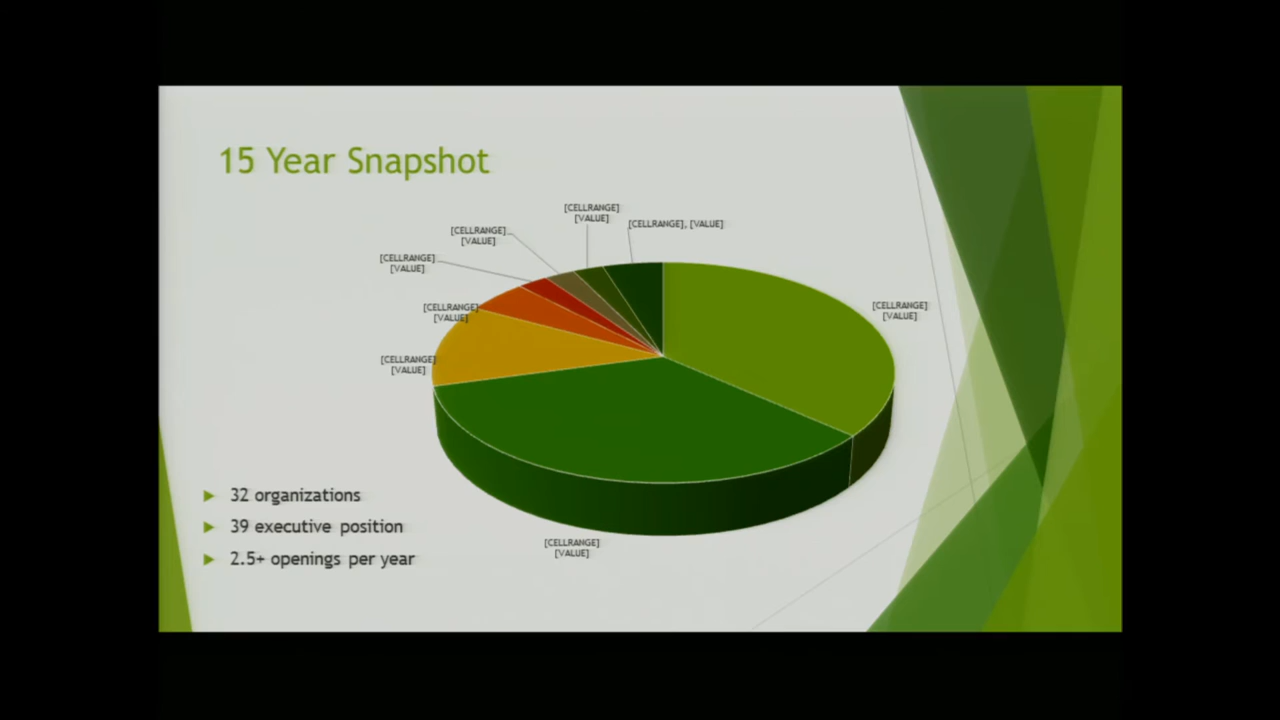 15 Year Snapshot
[CELLRANGE]
[VALUE]
[CELLRANGE], [VALUE]
[CELLRANGE]
[VALUE]
[CELLRANGE]
[VALUE]
[CELLRANGE]
[VALUE]
[CELLRANGE]
[VALUE]
[CELLRANGE]
[VALUE]
32 organizations
39 executive position
2.5+ openings per year
[CELLRANGE]
[VALUE]